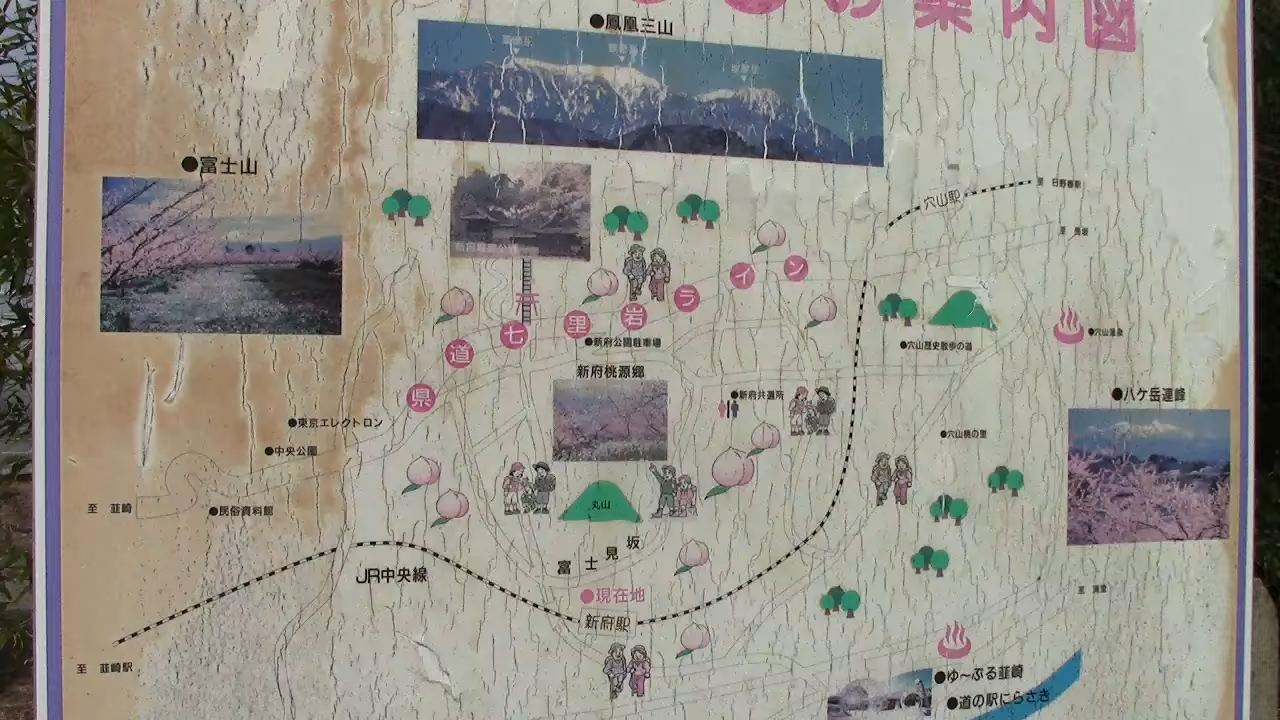 の案内図
●鳳凰三山
●富士山
穴山駅
至 日野春駅
県道七里岩ライン
●新府公園駐車場
●穴山温泉
●穴山歴史散歩の道
新府桃源郷
●新府共選所
●八ケ岳連峰
●東京エレクトロン
●穴山桃の里
●中央公園
至 韮崎
●民俗資料館
丸山
富士見坂
JR中央線
●現在地
新府駅
至 韮崎駅
●ゆ〜ぷる韮崎
●道の駅にらさき